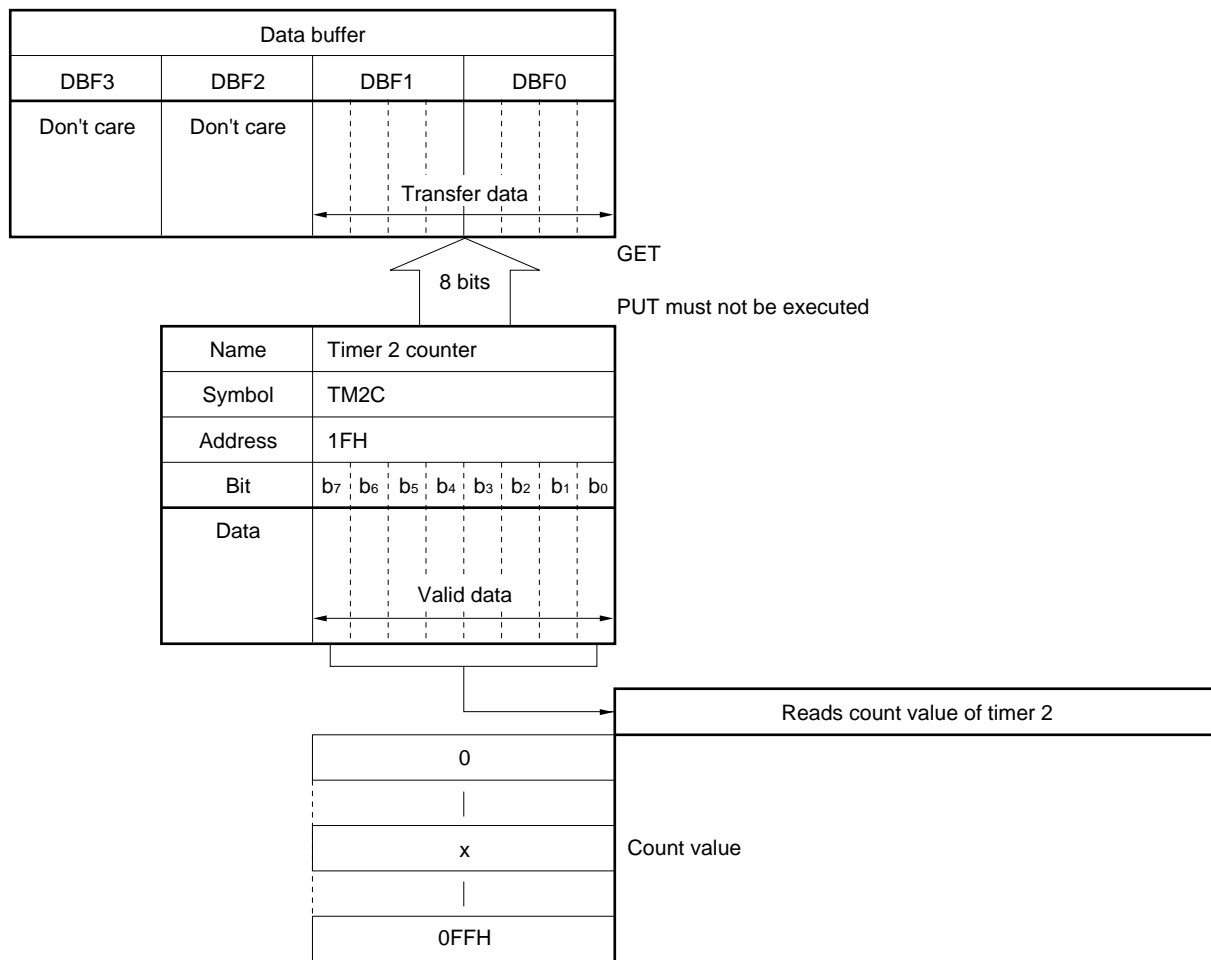 Data buffer
DBF3 DBF2 DBF1 DBF0
Don't care Don't care
Transfer data
GET
8 bits
PUT must not be executed
Name Timer 2 counter
Symbol TM2C
Address 1FH
Bit b7 b6 b5 b4 b3 b2 b1 b0
Data
Valid data
Reads count value of timer 2
0
x Count value
0FFH